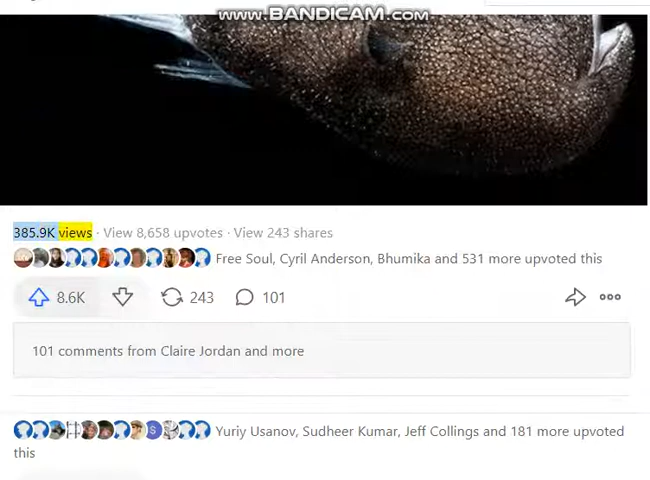 www.BANDICAM.com
385.9K views · View 8,658 upvotes · View 243 shares
Free Soul, Cyril Anderson, Bhumika and 531 more upvoted this
8.6K 243 101
101 comments from Claire Jordan and more
S
Yuriy Usanov, Sudheer Kumar, Jeff Collings and 181 more upvoted
this